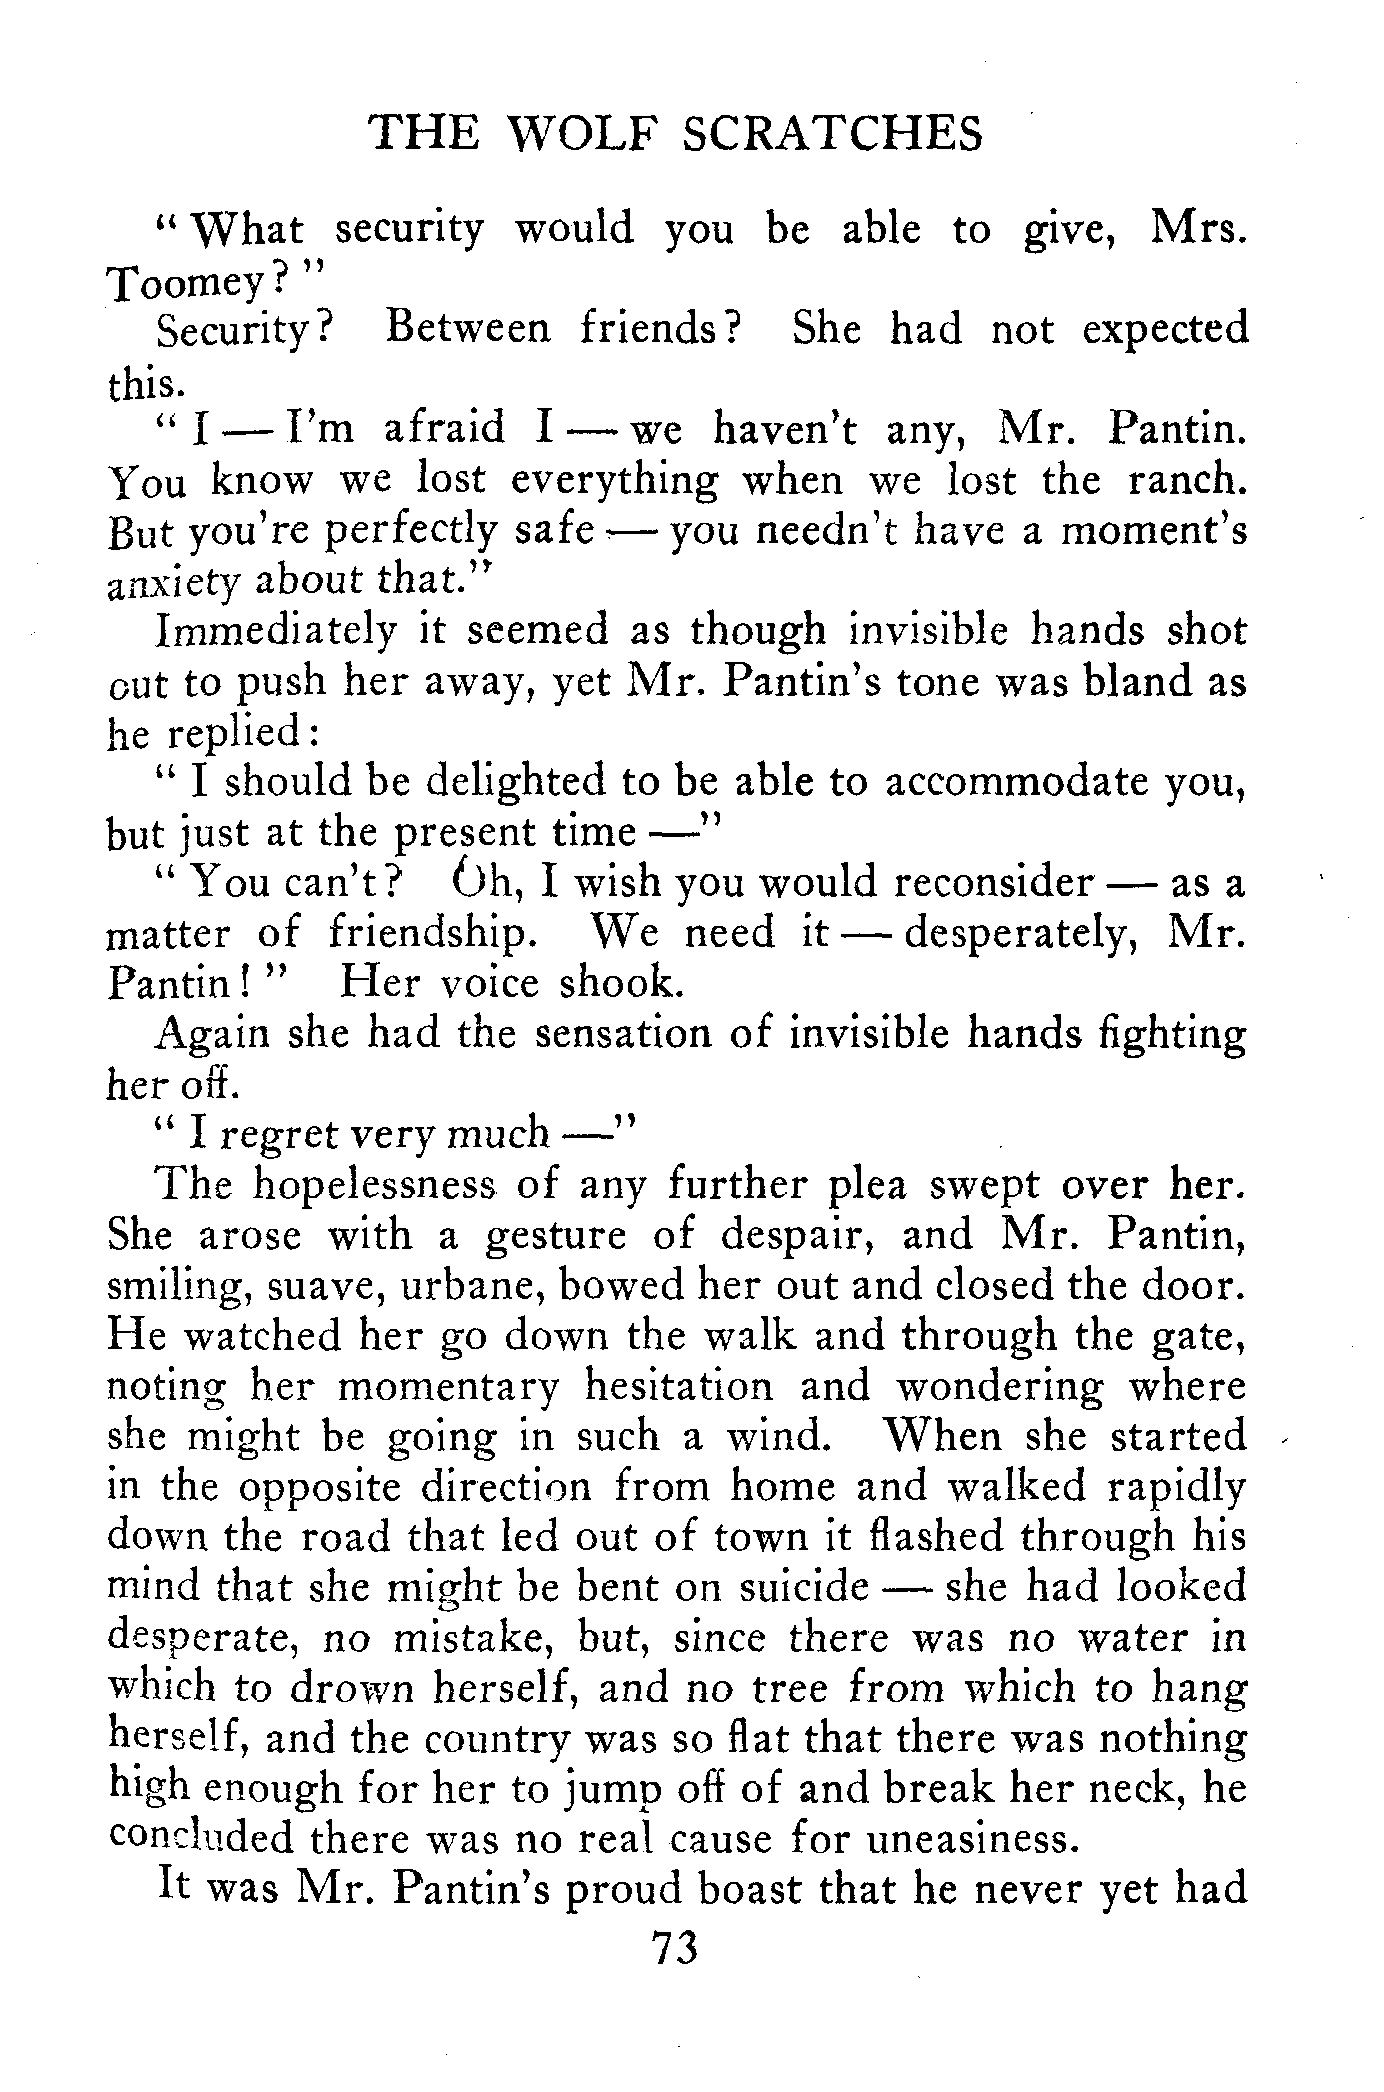 THE WOLF SCRATCHES
“ What security would you be able to give, Mrs.
Toomey? ”
Security? Between friends? She had not expected
this.
“ I — I'm afraid I — we haven't any, Mr. Pantin.
You know we lost everything when we lost the ranch.
But you're perfectly safe — you needn't have a moment's
anxiety about that.”
Immediately it seemed as though invisible hands shot
out to push her away, yet Mr. Pantin's tone was bland as
he replied:
“ I should be delighted to be able to accommodate you,
but just at the present time —”
“ You can't? Oh, I wish you would reconsider — as a
matter of friendship. We need it — desperately, Mr.
Pantin! ” Her voice shook.
Again she had the sensation of invisible hands fighting
her off.
“ I regret very much —”
The hopelessness of any further plea swept over her.
She arose with a gesture of despair, and Mr. Pantin,
smiling, suave, urbane, bowed her out and closed the door.
He watched her go down the walk and through the gate,
noting her momentary hesitation and wondering where
she might be going in such a wind. When she started
in the opposite direction from home and walked rapidly
down the road that led out of town it flashed through his
mind that she might be bent on suicide — she had looked
desperate, no mistake, but, since there was no water in
which to drown herself, and no tree from which to hang
herself, and the country was so flat that there was nothing
high enough for her to jump off of and break her neck, he
concluded there was no real cause for uneasiness.
It was Mr. Pantin's proud boast that he never yet had
73